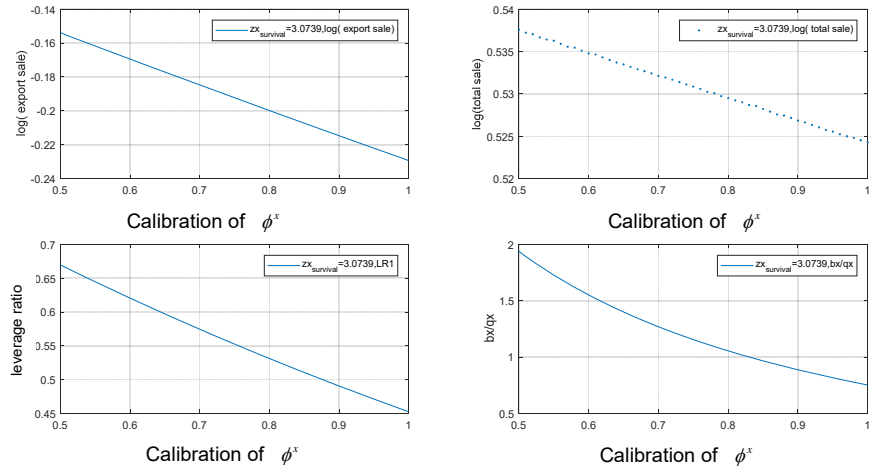 -0.14
-0.16
-0.18
-0.2
-0.22
-0.24
log( export sale)
zx_survival=3.0739,log( export sale)
0.5 0.6 0.7 0.8 0.9 1
Calibration of ϕ^x
0.54
0.535
0.53
0.525
0.52
log(total sale)
zx_survival=3.0739,log( total sale)
0.5 0.6 0.7 0.8 0.9 1
Calibration of ϕ^x
0.7
0.65
0.6
0.55
0.5
0.45
leverage ratio
zx_survival=3.0739,LR1
0.5 0.6 0.7 0.8 0.9 1
Calibration of ϕ^x
2
1.5
1
0.5
bx/qx
zx_survival=3.0739,bx/qx
0.5 0.6 0.7 0.8 0.9 1
Calibration of ϕ^x